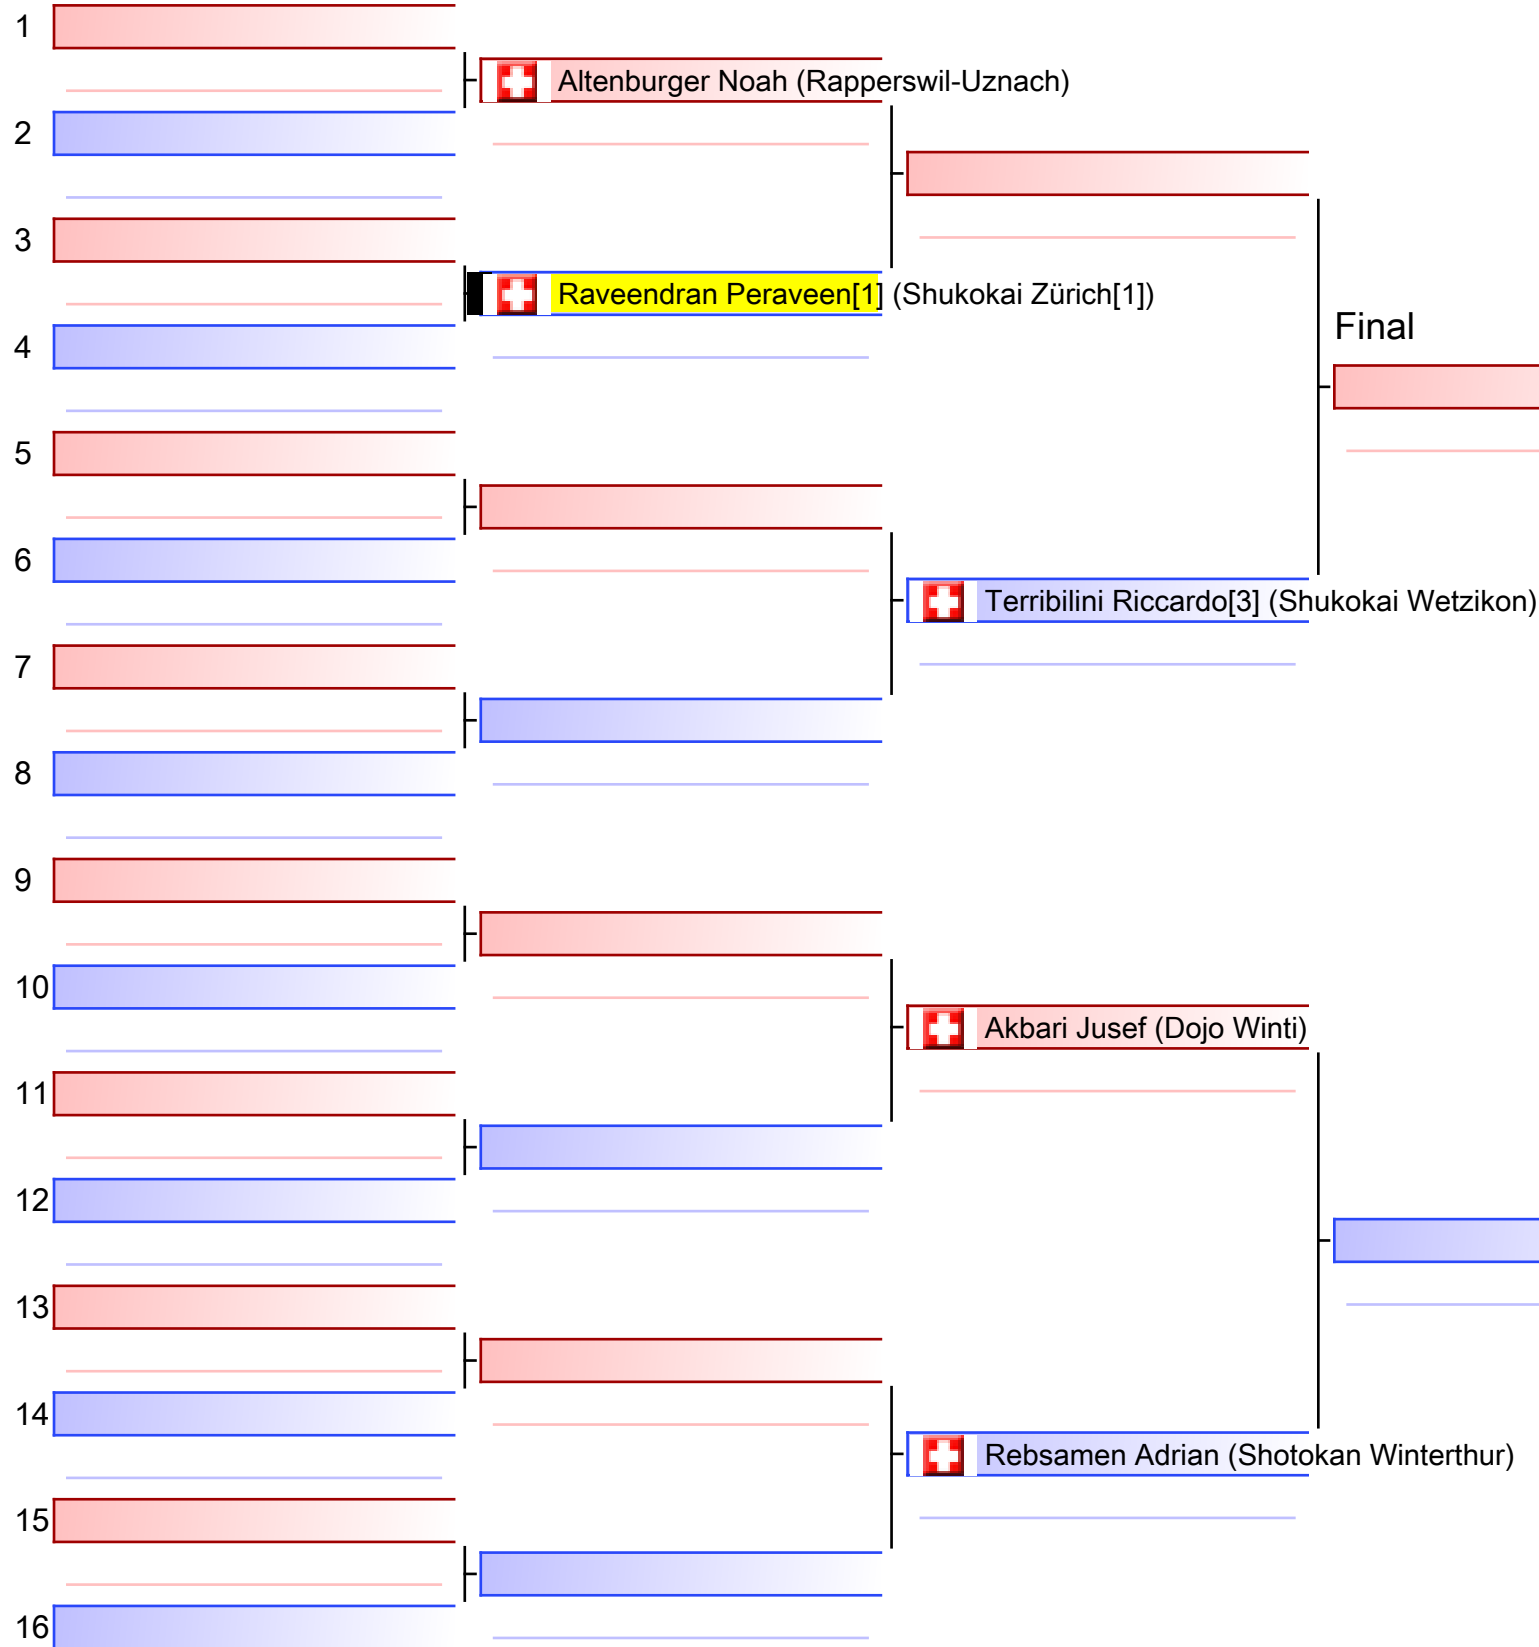 1
Altenburger Noah (Rapperswil-Uznach)
2
3
Raveendran Peraveen[1] (Shukokai Zürich[1])
Final
4
5
6
Terribilini Riccardo[3] (Shukokai Wetzikon)
7
8
9
10
Akbari Jusef (Dojo Winti)
11
12
13
14
Rebsamen Adrian (Shotokan Winterthur)
15
16